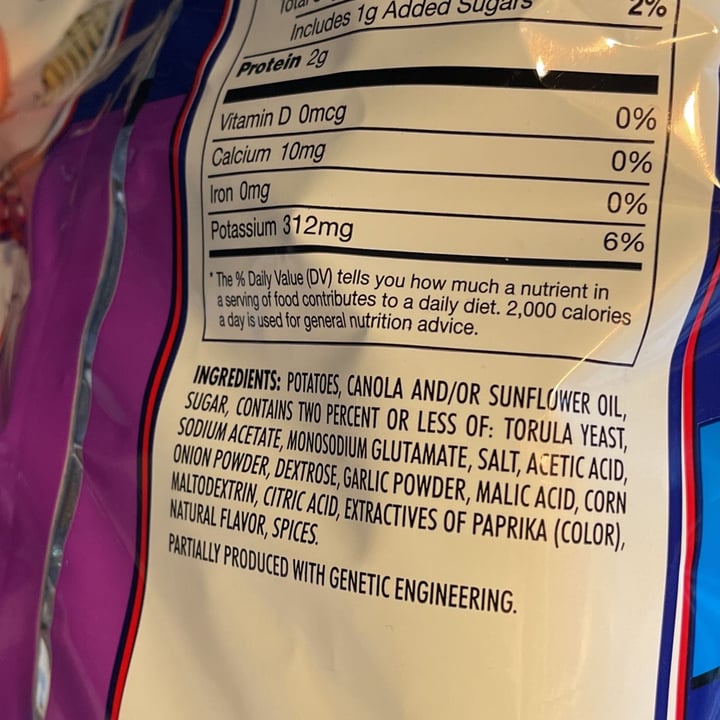 Includes 1g Added Sugars 2%
Protein 2g
Vitamin D 0mcg 0%
Calcium 10mg 0%
Iron 0mg 0%
Potassium 312mg 6%
* The % Daily Value (DV) tells you how much a nutrient in
a serving of food contributes to a daily diet. 2,000 calories
a day is used for general nutrition advice.
INGREDIENTS: POTATOES, CANOLA AND/OR SUNFLOWER OIL,
SUGAR, CONTAINS TWO PERCENT OR LESS OF: TORULA YEAST,
SODIUM ACETATE, MONOSODIUM GLUTAMATE, SALT, ACETIC ACID,
ONION POWDER, DEXTROSE, GARLIC POWDER, MALIC ACID, CORN
MALTODEXTRIN, CITRIC ACID, EXTRACTIVES OF PAPRIKA (COLOR),
NATURAL FLAVOR, SPICES.
PARTIALLY PRODUCED WITH GENETIC ENGINEERING.